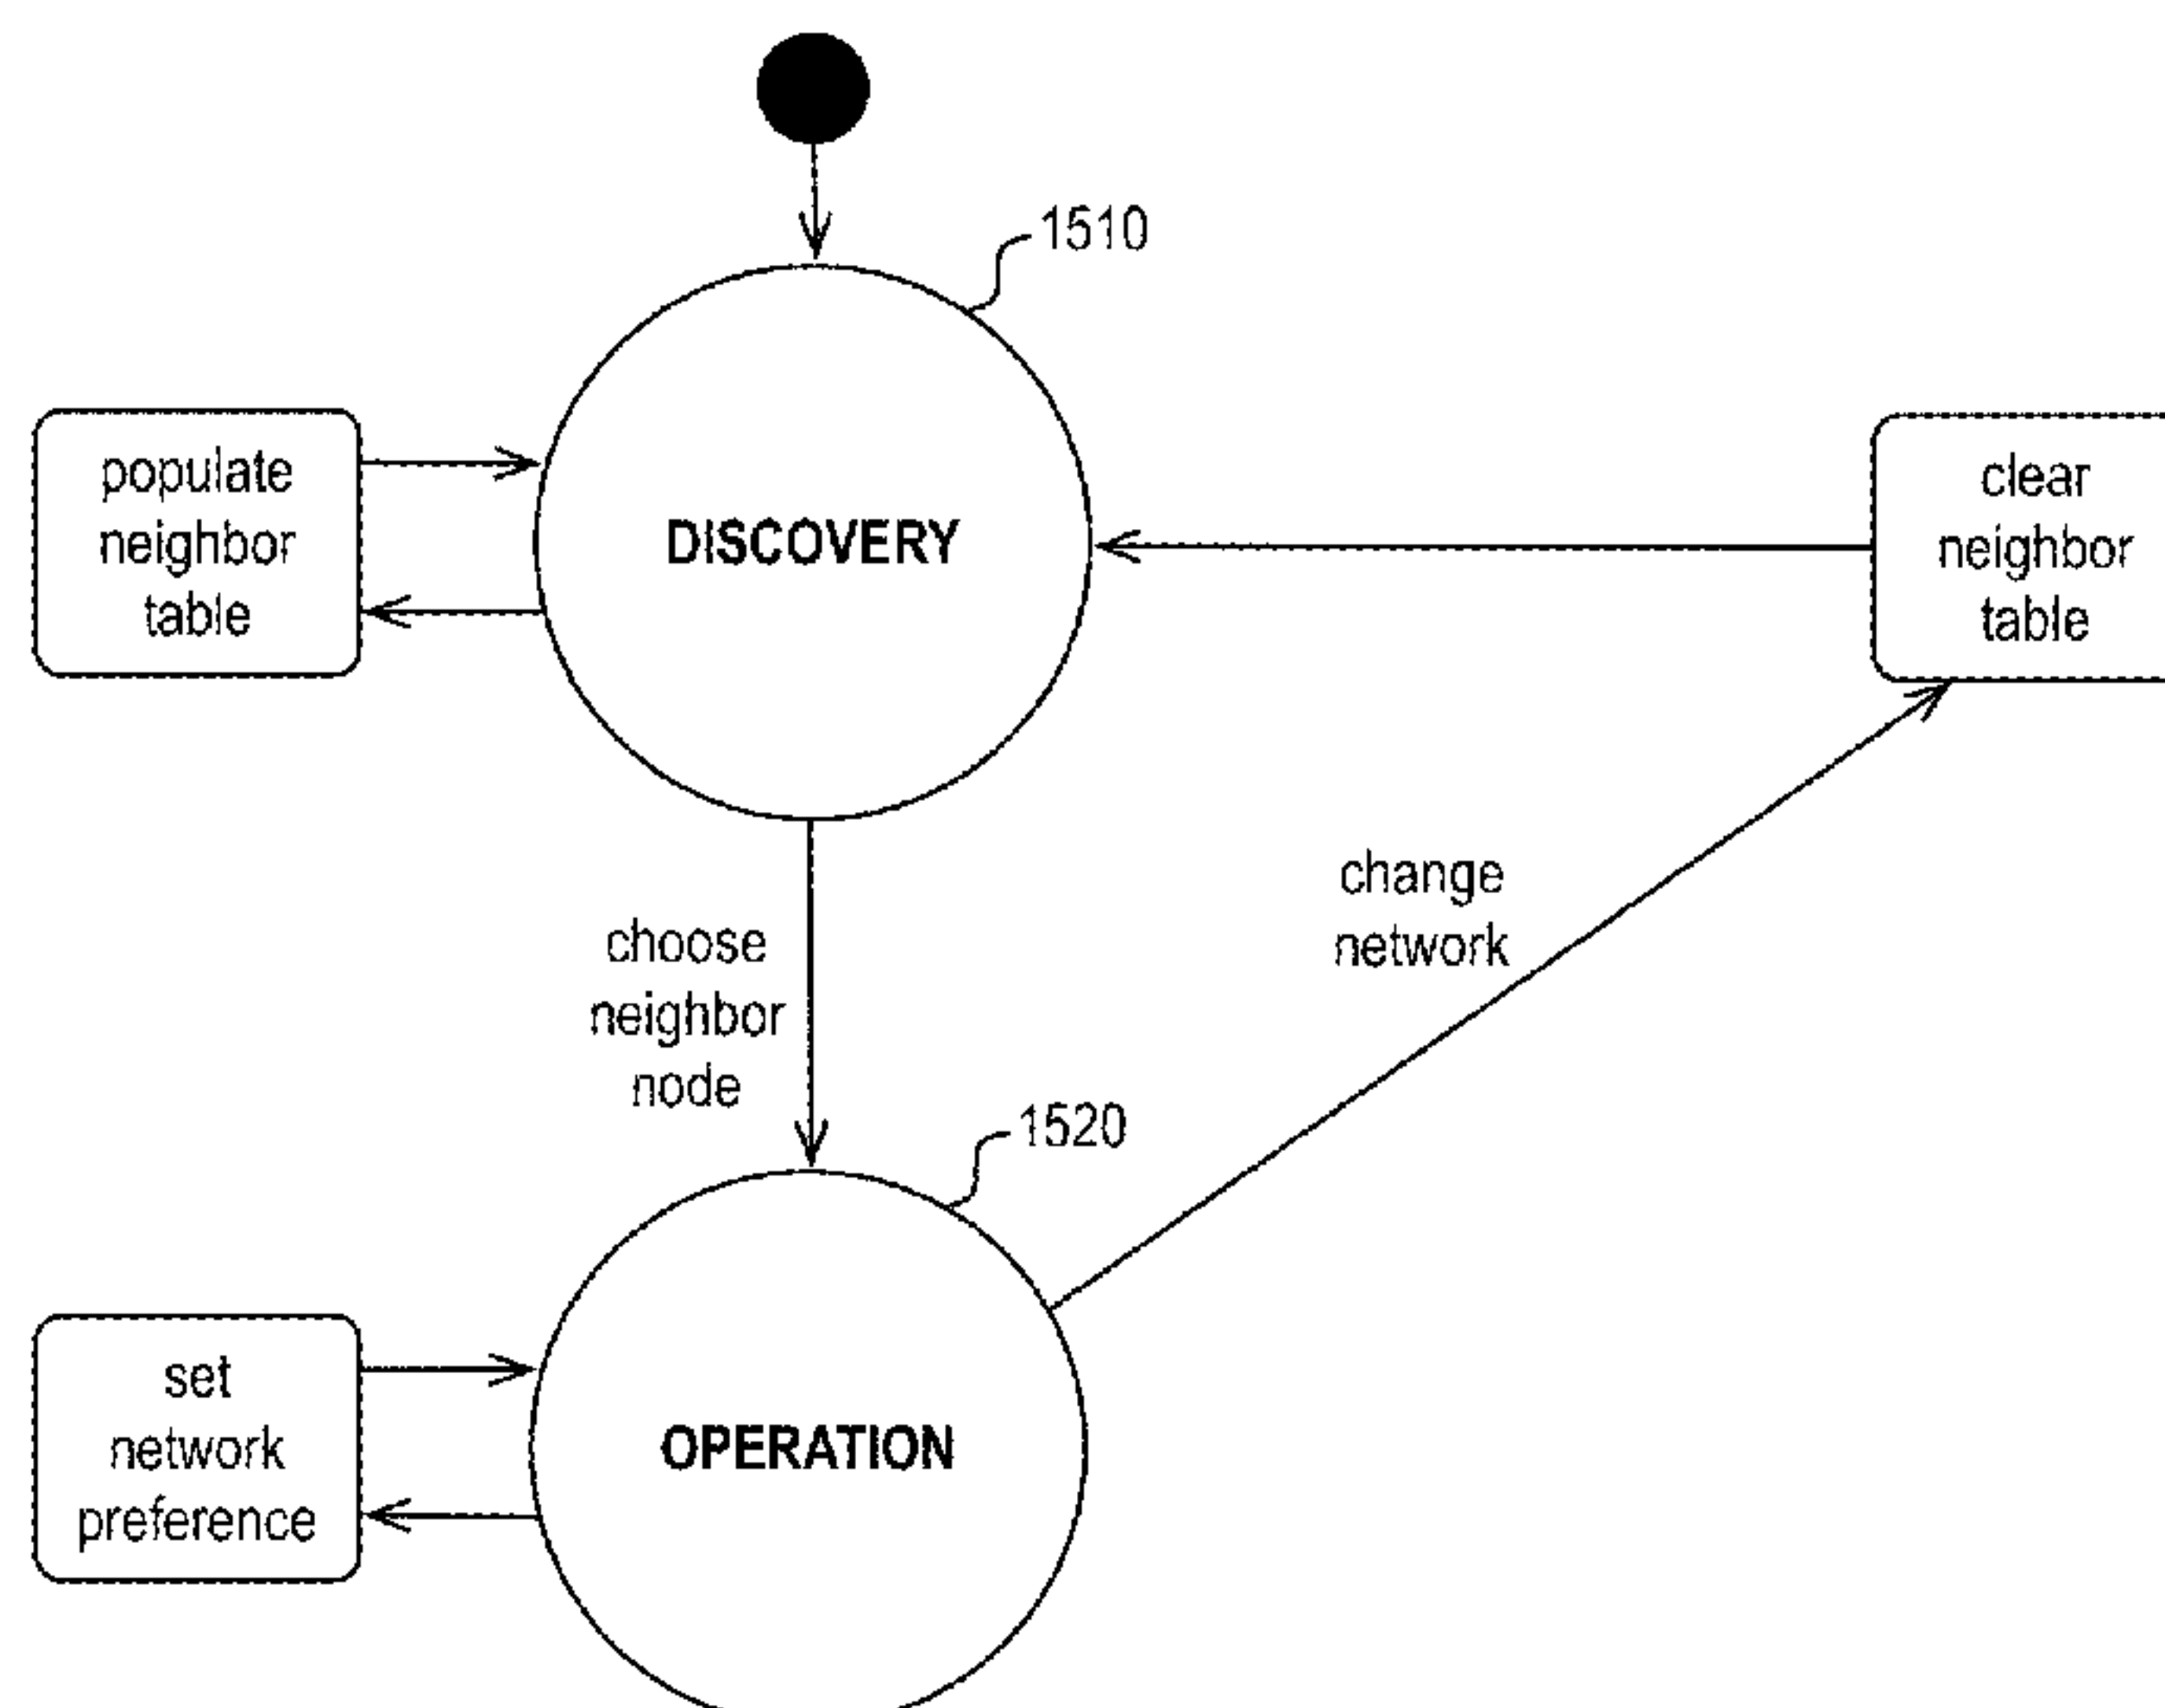 1510
populate
neighbor
table
DISCOVERY
clear
neighbor
table
choose
neighbor
node
change
network
1520
set
network
preference
OPERATION